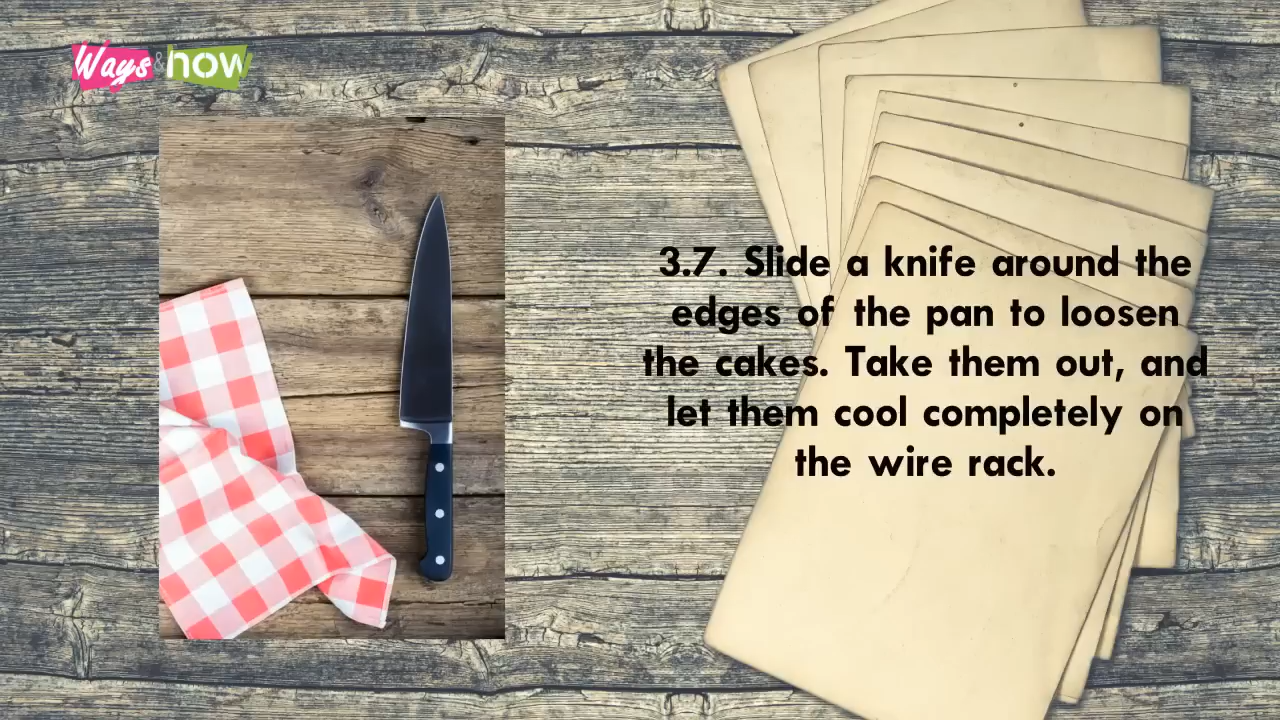 Ways & how
3.7. Slide a knife around the
edges of the pan to loosen
the cakes. Take them out, and
let them cool completely on
the wire rack.